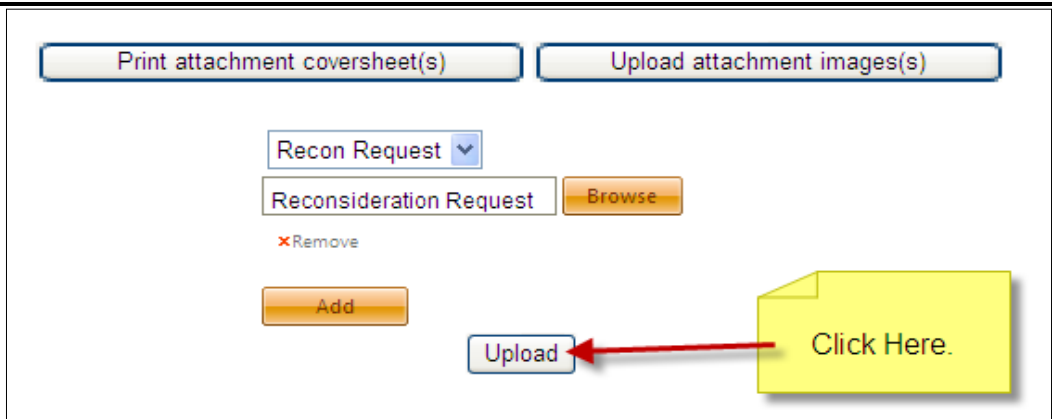 Print attachment coversheet(s) Upload attachment images(s)
Recon Request
Reconsideration Request Browse
×Remove
Add
Upload Click Here.